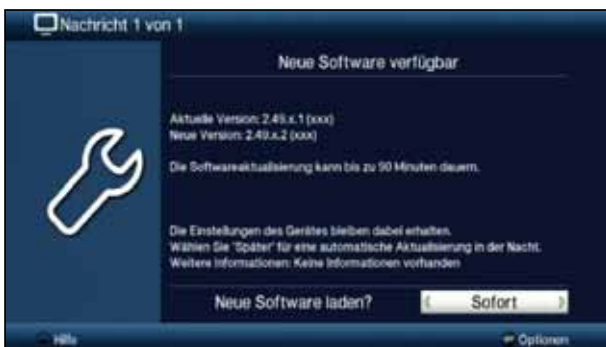 Nachricht 1 von 1
Neue Software verfügbar
Aktuelle Version: 2.49.x.1 (xxx)
Neue Version: 2.49.x.2 (xxx)
Die Softwareaktualisierung kann bis zu 90 Minuten dauern.
Die Einstellungen des Gerätes bleiben dabei erhalten.
Wählen Sie 'Später' für eine automatische Aktualisierung in der Nacht.
Weitere Informationen: Keine Informationen vorhanden
Neue Software laden? Sofort
Hilfe Optionen